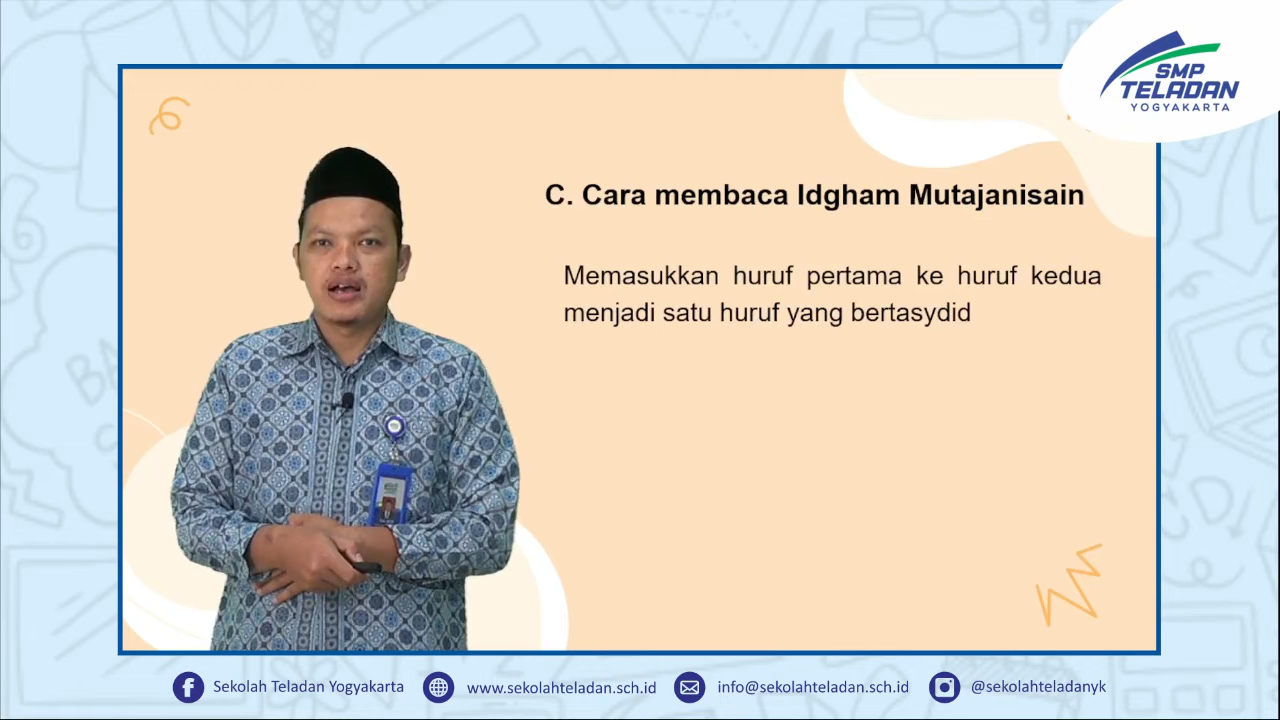 SMP
TELADAN
YOGYAKARTA
C. Cara membaca Idgham Mutajanisain
Memasukkan huruf pertama ke huruf kedua
menjadi satu huruf yang bertasydid
Sekolah Teladan Yogyakarta
www.sekolahteladan.sch.id
info@sekolahteladan.sch.id
@sekolahteladanyk